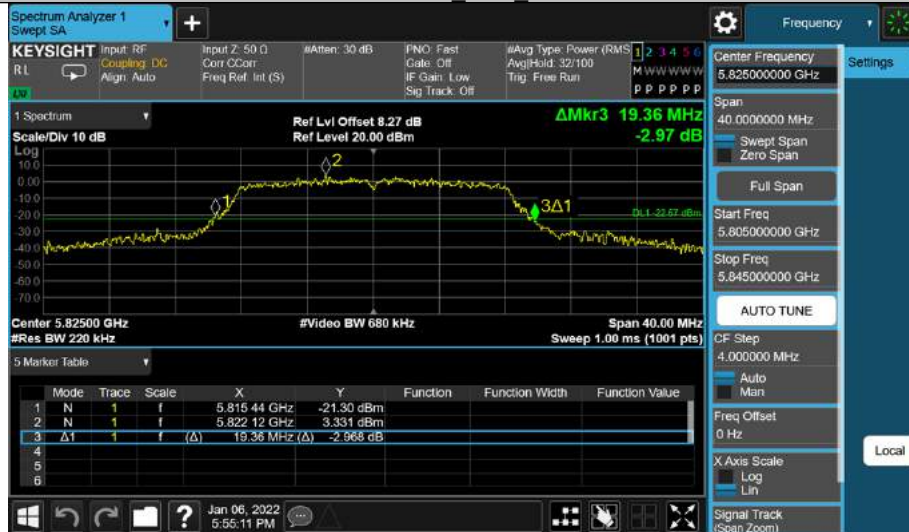 Spectrum Analyzer 1
Swept SA
+
Frequency
KEYSIGHT
RL
LXI
Input: RF
Coupling: DC
Align: Auto
Input Z: 50 Ω
Corr CCorr
Freq Ref: Int (S)
#Atten: 30 dB
PNO: Fast
Gate: Off
IF Gain: Low
Sig Track: Off
#Avg Type: Power (RMS
Avg|Hold: 32/100
Trig: Free Run
1 2 3 4 5 6
M W W W W W
P P P P P P
1 Spectrum
Scale/Div 10 dB
Ref Lvl Offset 8.27 dB
Ref Level 20.00 dBm
ΔMkr3 19.36 MHz
-2.97 dB
Log
10.0
0.00
-10.0
-20.0
-30.0
-40.0
-50.0
-60.0
-70.0
1
2
3Δ1
DL1 -22.67 dBm
Center 5.82500 GHz
#Res BW 220 kHz
#Video BW 680 kHz
Span 40.00 MHz
Sweep 1.00 ms (1001 pts)
5 Marker Table
Mode Trace Scale X Y Function Function Width Function Value
1 N 1 f 5.815 44 GHz -21.30 dBm
2 N 1 f 5.822 12 GHz 3.331 dBm
3 Δ1 1 f (Δ) 19.36 MHz (Δ) -2.968 dB
4
5
6
?
Jan 06, 2022
5:55:11 PM
Center Frequency
5.825000000 GHz
Span
40.0000000 MHz
Swept Span
Zero Span
Full Span
Start Freq
5.805000000 GHz
Stop Freq
5.845000000 GHz
AUTO TUNE
CF Step
4.000000 MHz
Auto
Man
Freq Offset
0 Hz
X Axis Scale
Log
Lin
Signal Track
(Span Zoom)
Settings
Local